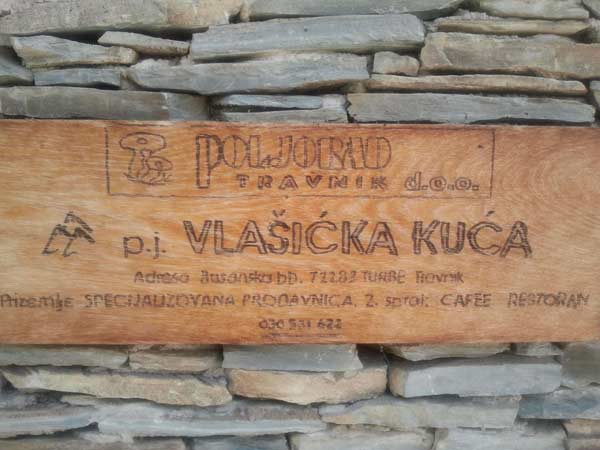 POLJORAD
TRAVNIK d.o.o.
p.j. VLAŠIĆKA KUĆA
Adresa Bosanska bb, 72283 TURBE Travnik
Prizemlje SPECIJALIZOVANA PRODAVNICA, 2. sprat CAFFE RESTORAN
030 531 622